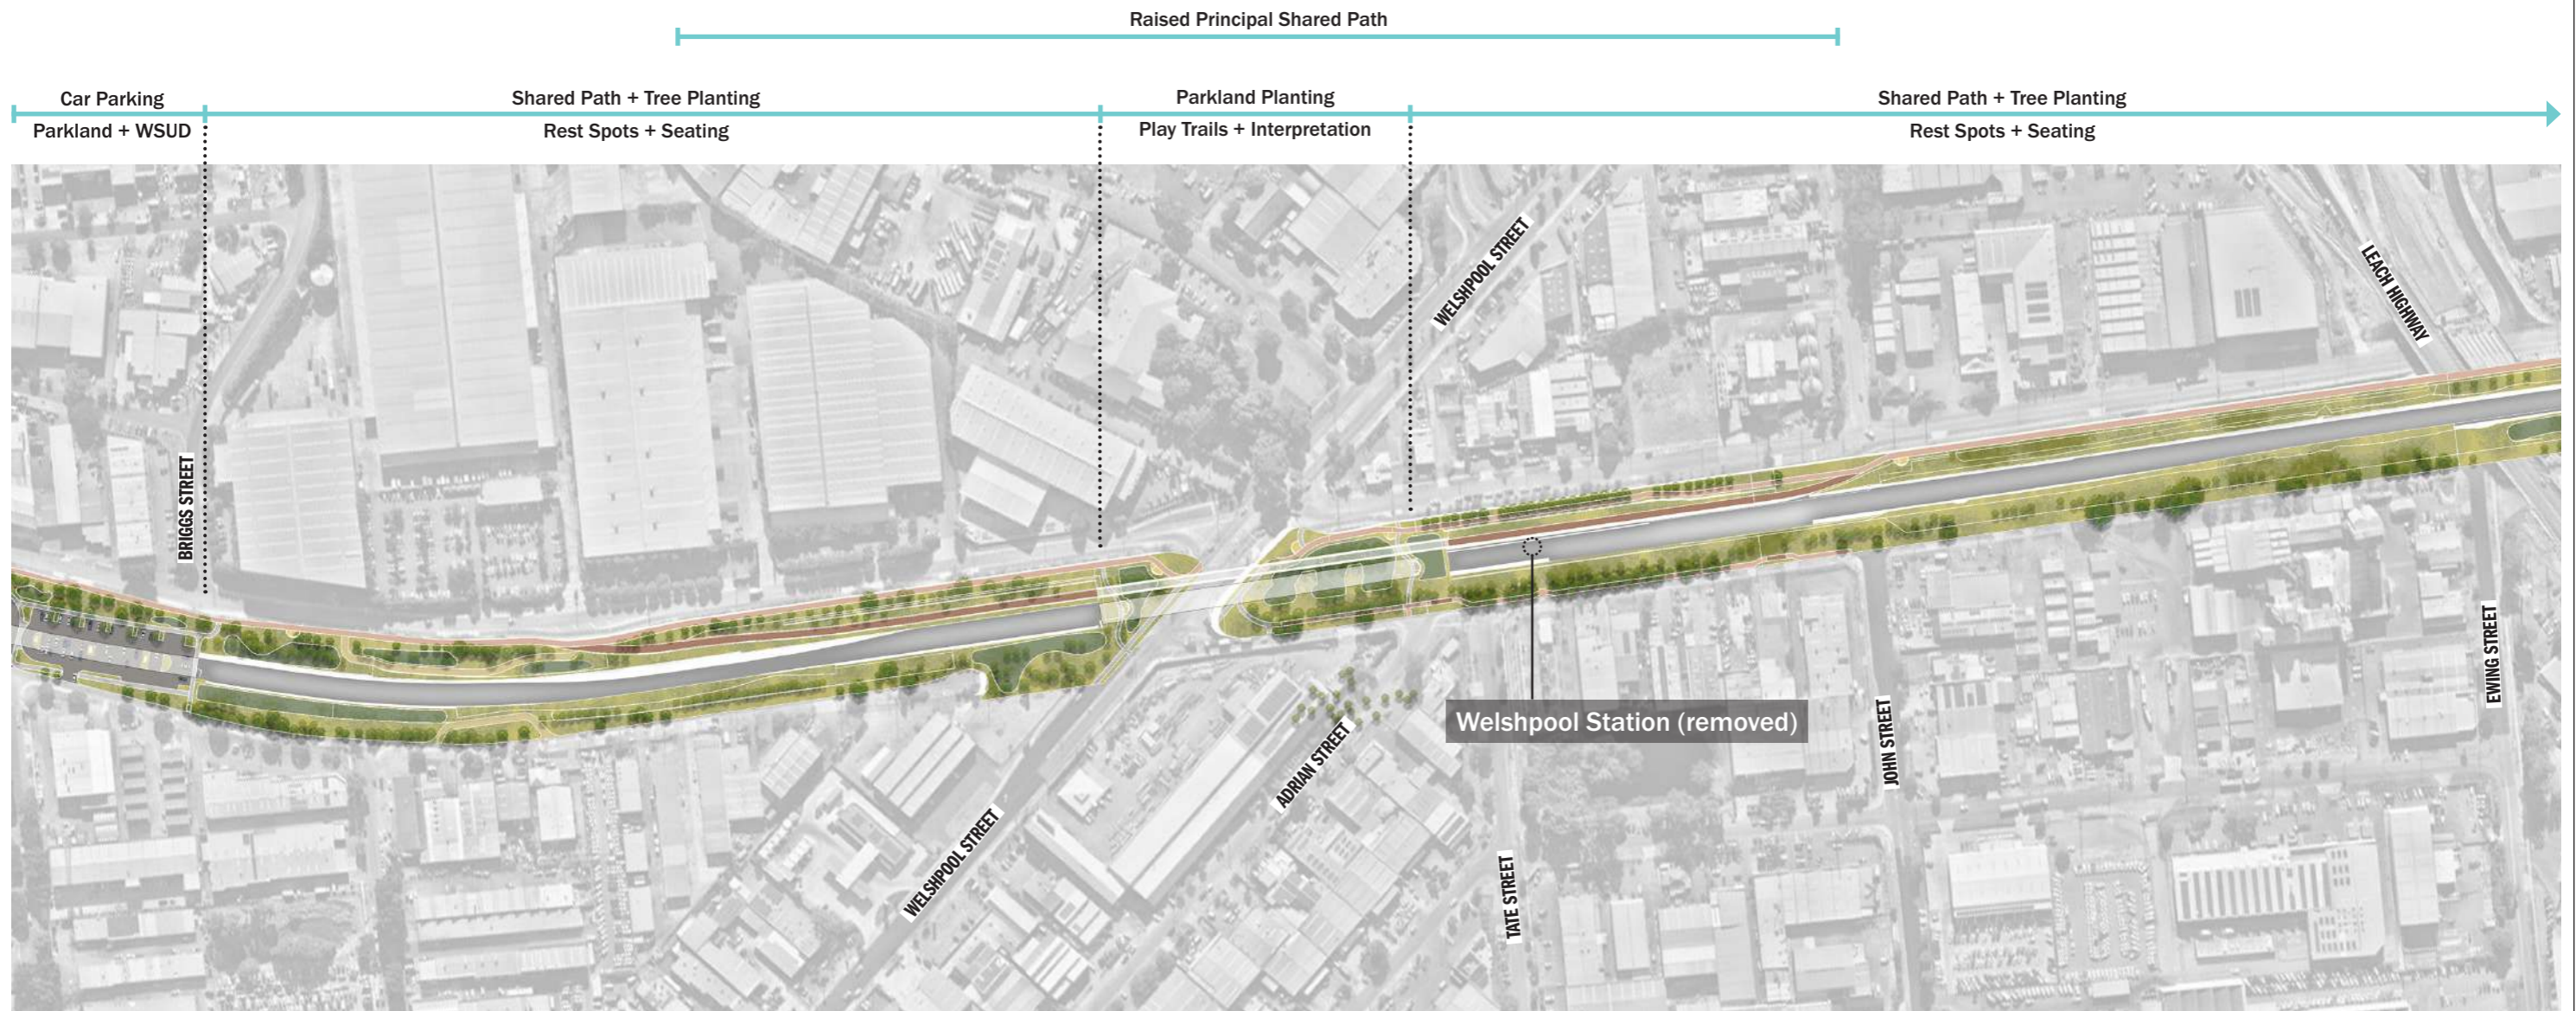 Raised Principal Shared Path
Car Parking
Shared Path + Tree Planting
Parkland Planting
Shared Path + Tree Planting
Parkland + WSUD
Rest Spots + Seating
Play Trails + Interpretation
Rest Spots + Seating
WELSHPOOL STREET
LEACH HIGHWAY
BRIGGS STREET
EWING STREET
Welshpool Station (removed)
JOHN STREET
ADRIAN STREET
WELSHPOOL STREET
TATE STREET